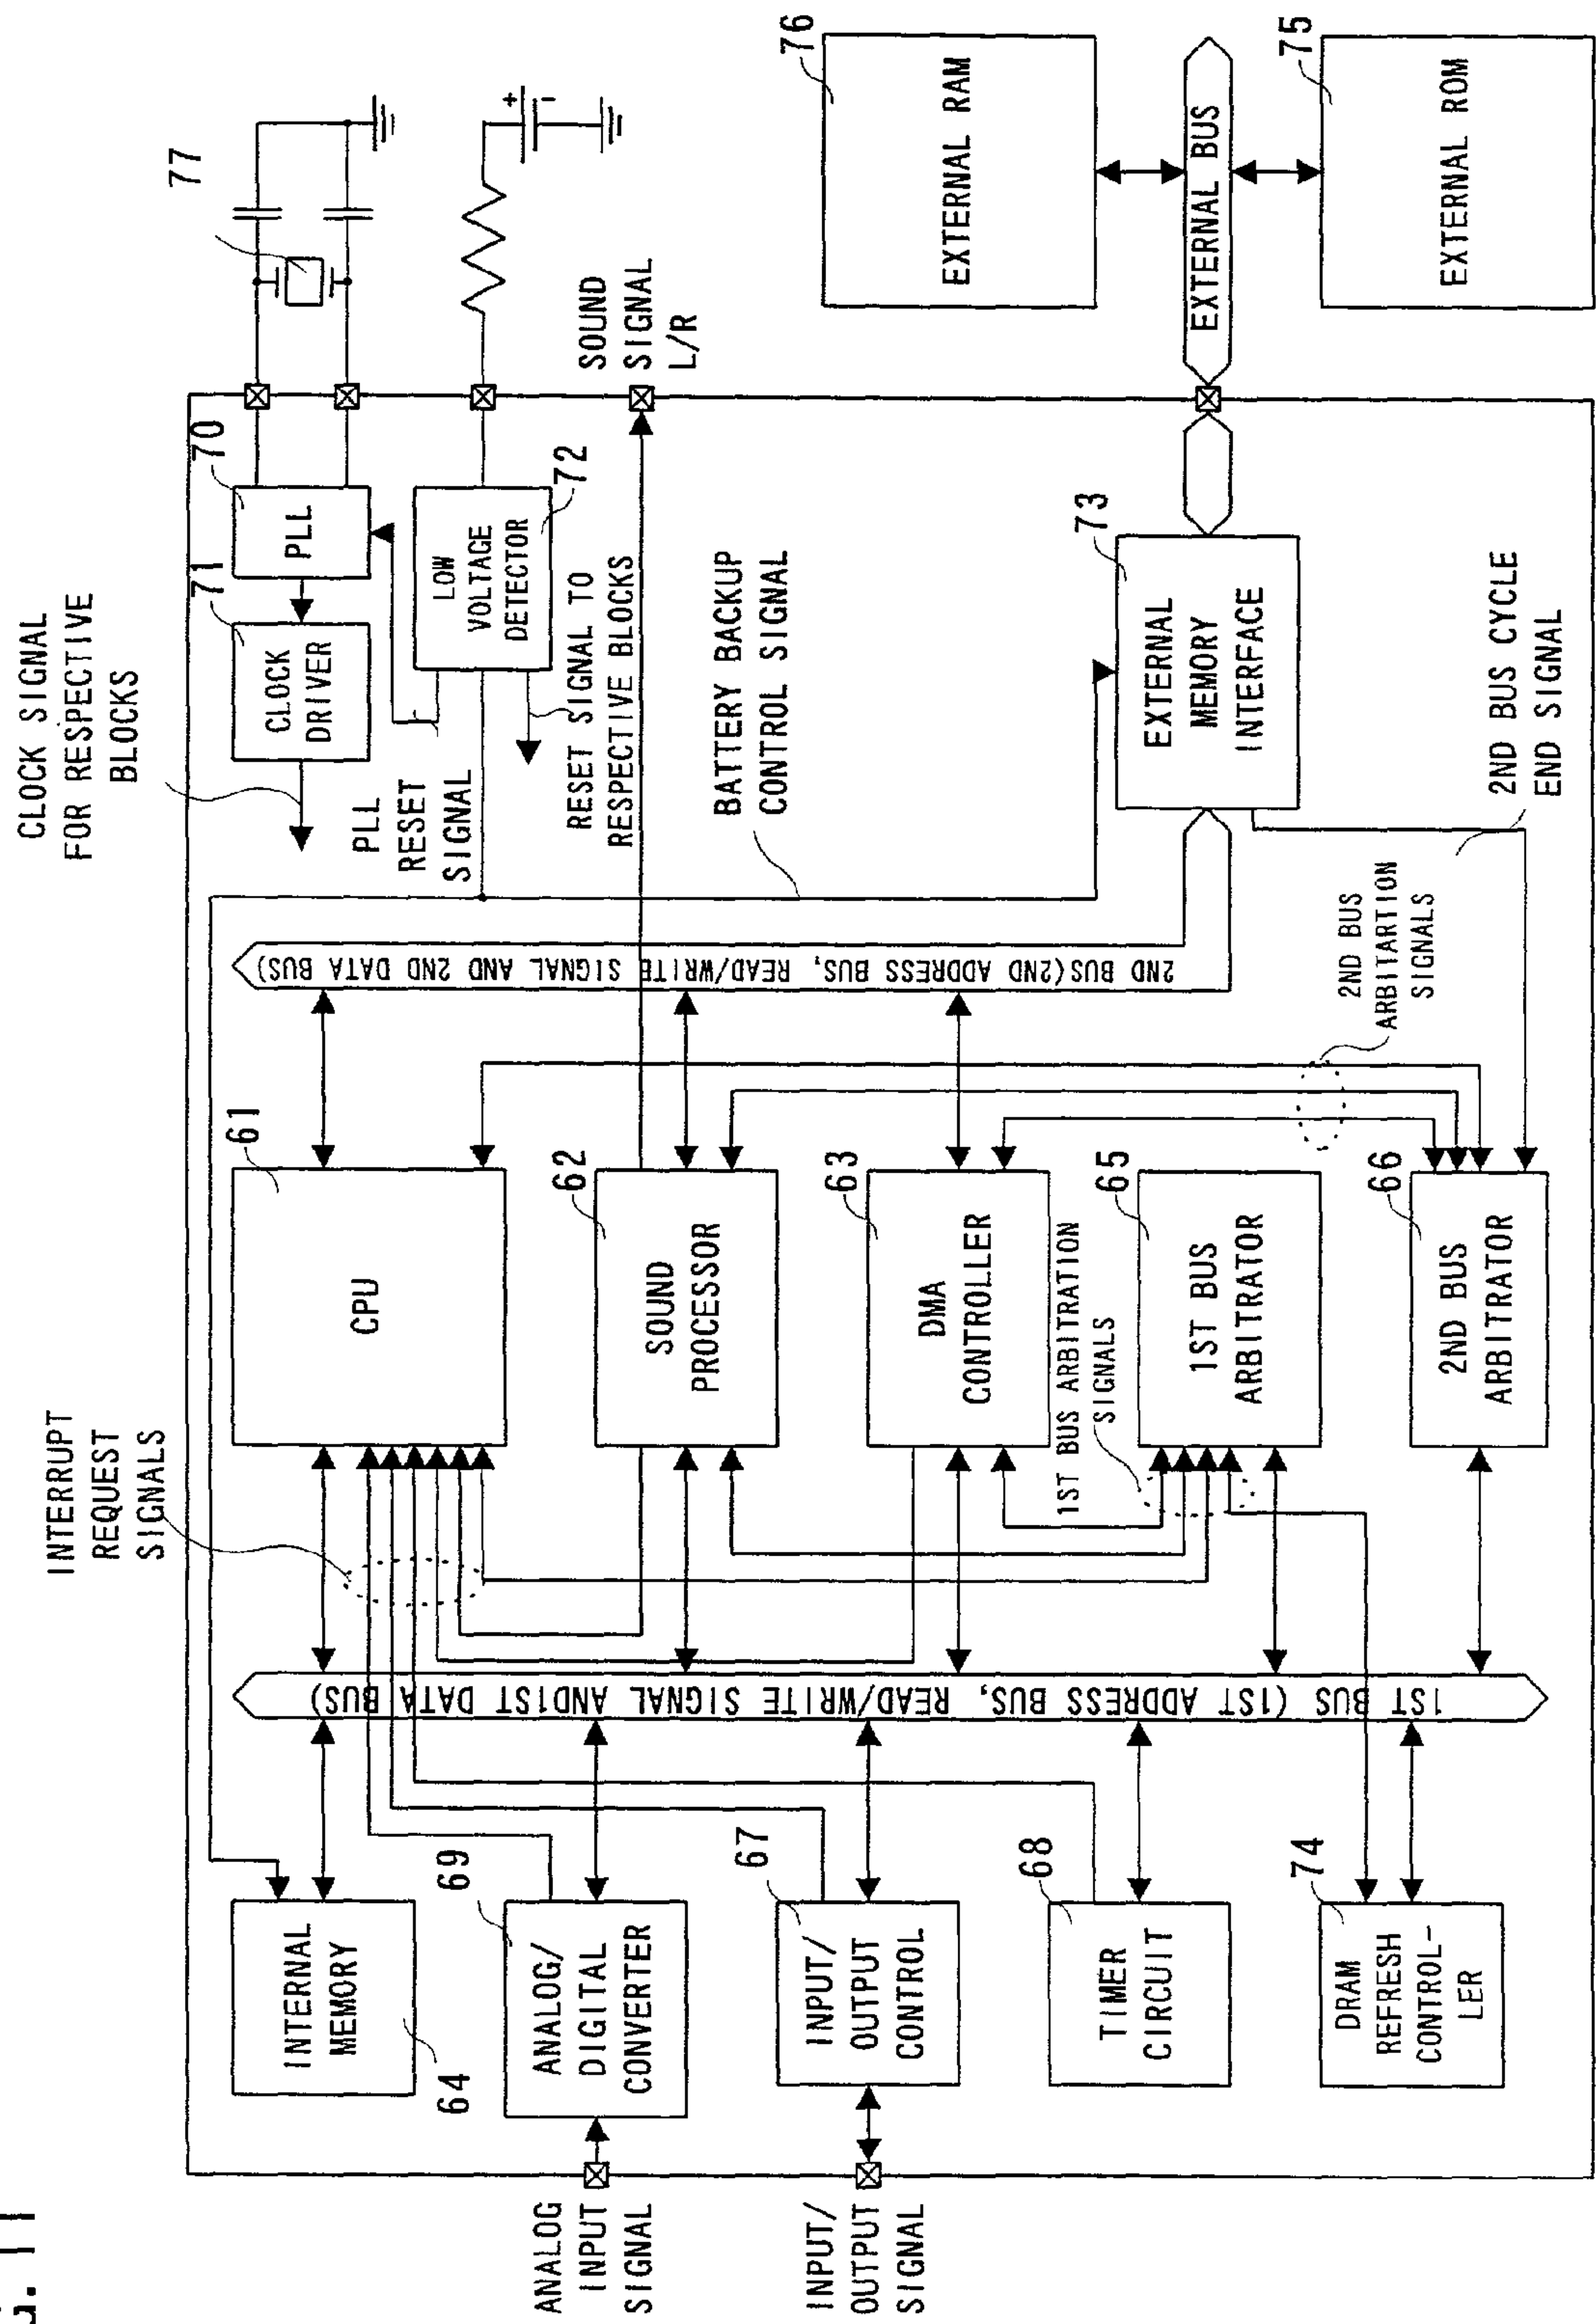 G. 11
CLOCK SIGNAL
FOR RESPECTIVE
BLOCKS
INTERRUPT
REQUEST
SIGNALS
77
70
PLL
71
CLOCK
DRIVER
PLL
RESET
SIGNAL
LOW
VOLTAGE
DETECTOR
72
+
-
RESET SIGNAL TO
RESPECTIVE BLOCKS
SOUND
SIGNAL
L/R
BATTERY BACKUP
CONTROL SIGNAL
76
EXTERNAL RAM
EXTERNAL BUS
75
EXTERNAL ROM
73
EXTERNAL
MEMORY
INTERFACE
2ND BUS CYCLE
END SIGNAL
2ND BUS
ARBITARTION
SIGNALS
2ND BUS(2ND ADDRESS BUS, READ/WRITE SIGNAL AND 2ND DATA BUS)
61
CPU
62
SOUND
PROCESSOR
63
DMA
CONTROLLER
1ST BUS ARBITRATION
SIGNALS
65
1ST BUS
ARBITRATOR
66
2ND BUS
ARBITRATOR
1ST BUS (1ST ADDRESS BUS, READ/WRITE SIGNAL AND1ST DATA BUS)
INTERNAL
MEMORY
64
69
ANALOG/
DIGITAL
CONVERTER
67
INPUT/
OUTPUT
CONTROL
68
TIMER
CIRCUIT
74
DRAM
REFRESH
CONTROL-
LER
ANALOG
INPUT
SIGNAL
INPUT/
OUTPUT
SIGNAL